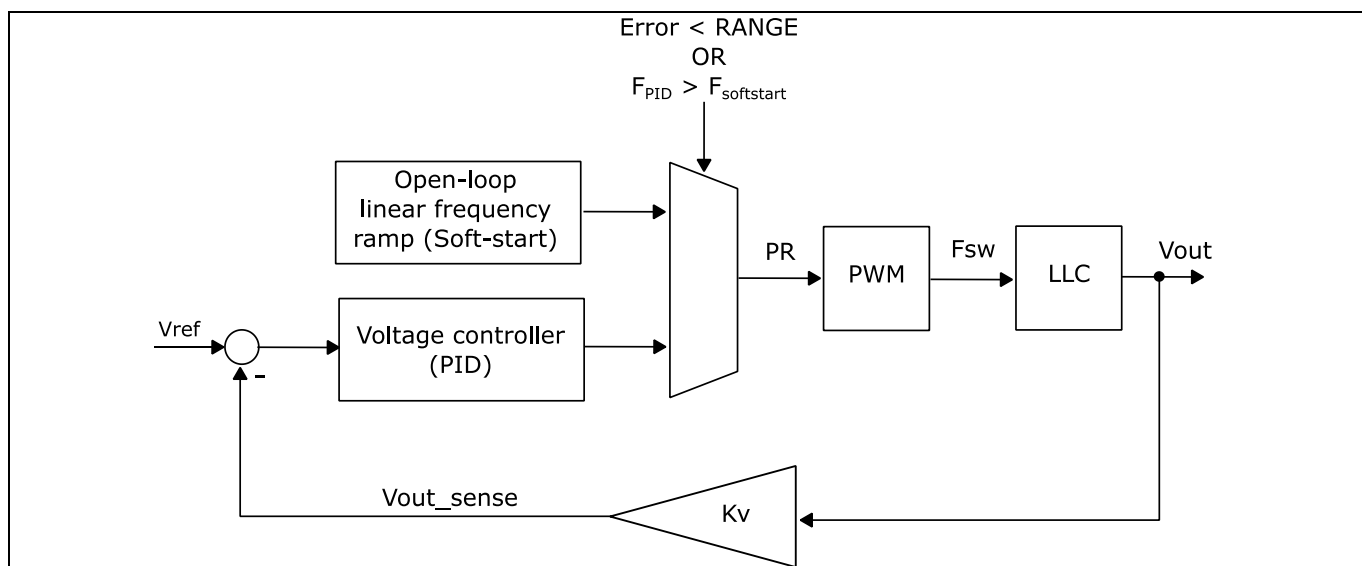 Error < RANGE
OR
F_PID > F_softstart
Open-loop
linear frequency
ramp (Soft-start)
PR
PWM
Fsw
LLC
Vout
Vref
-
Voltage controller
(PID)
Vout_sense
Kv